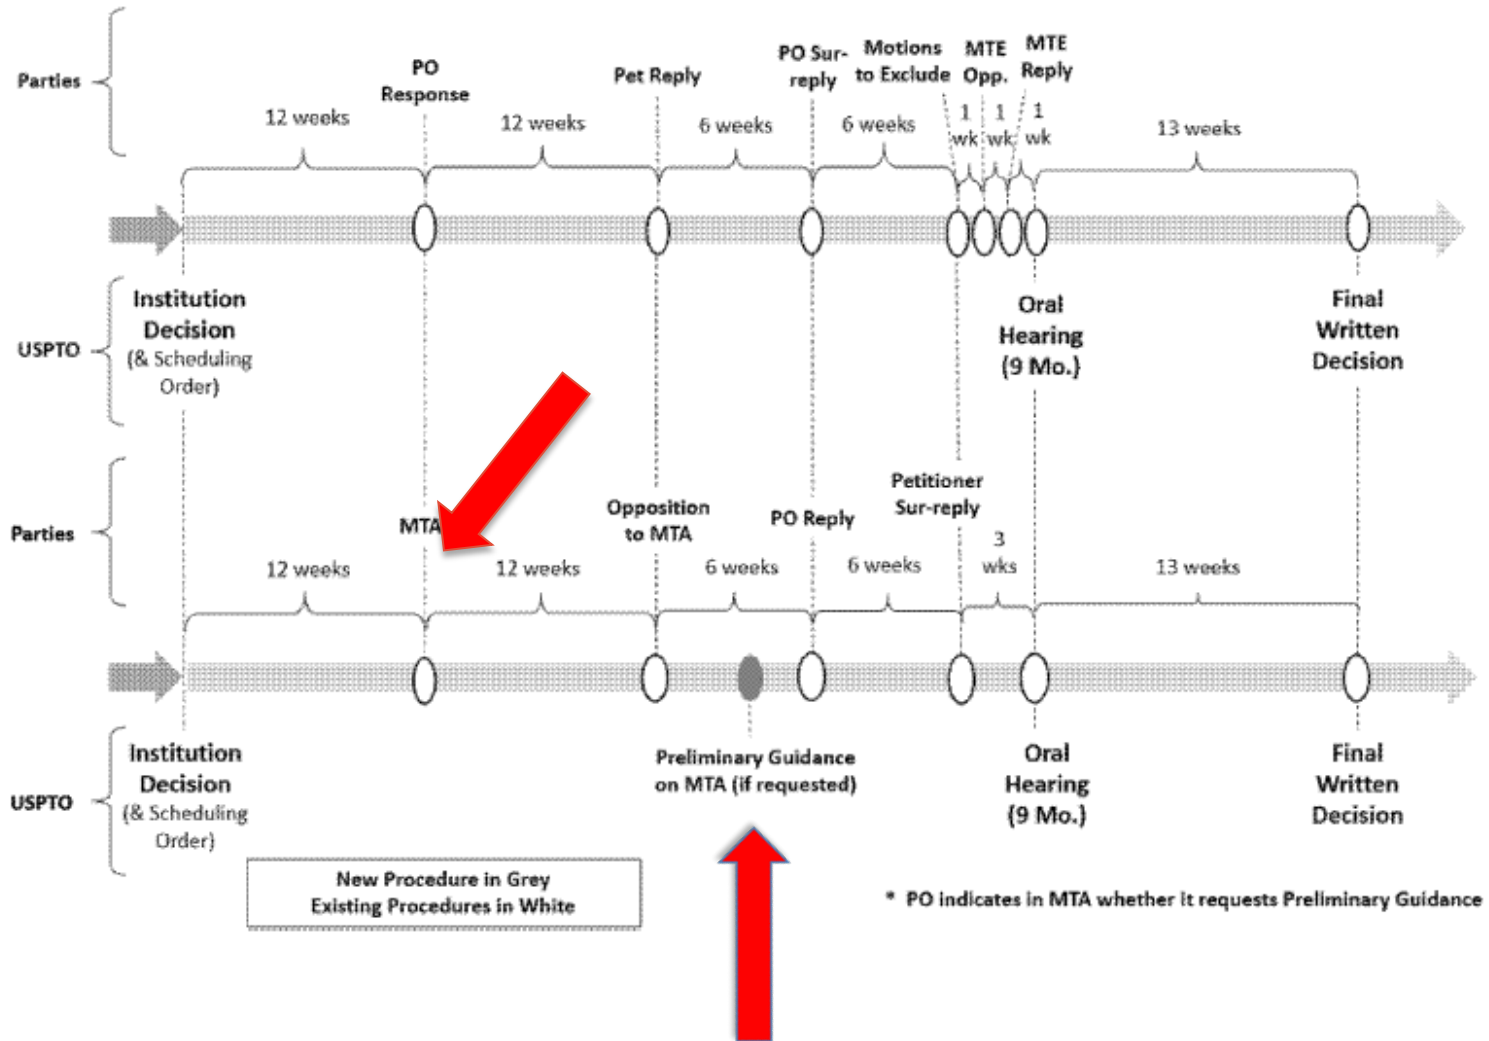 Parties
PO
Response
Pet Reply
PO Sur-
reply
Motions
to Exclude
MTE
Opp.
MTE
Reply
12 weeks
12 weeks
6 weeks
6 weeks
1
wk
1
wk
1
wk
13 weeks
USPTO
Institution
Decision
(& Scheduling
Order)
Oral
Hearing
(9 Mo.)
Final
Written
Decision
Parties
MTA
Opposition
to MTA
PO Reply
Petitioner
Sur-reply
12 weeks
12 weeks
6 weeks
6 weeks
3
wks
13 weeks
USPTO
Institution
Decision
(& Scheduling
Order)
Preliminary Guidance
on MTA (if requested)
Oral
Hearing
(9 Mo.)
Final
Written
Decision
New Procedure in Grey
Existing Procedures in White
* PO indicates in MTA whether it requests Preliminary Guidance